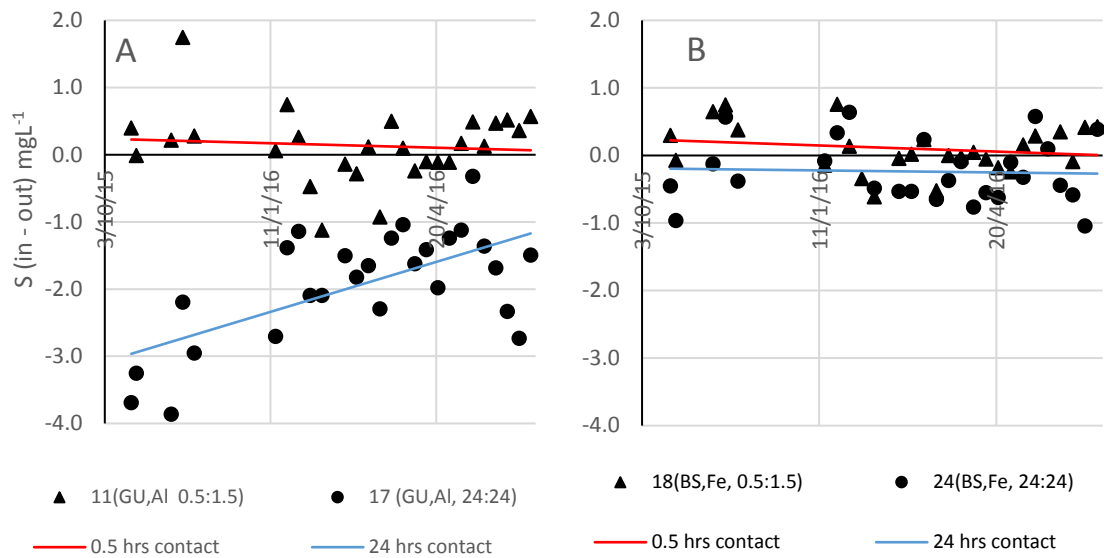 A
B
S (in - out) mgL-1
2.0
1.0
0.0
-1.0
-2.0
-3.0
-4.0
3/10/15
11/1/16
20/4/16
2.0
1.0
0.0
-1.0
-2.0
-3.0
-4.0
3/10/15
11/1/16
20/4/16
11(GU,Al 0.5:1.5) 17 (GU,Al, 24:24)
0.5 hrs contact 24 hrs contact
18(BS,Fe, 0.5:1.5) 24(BS,Fe, 24:24)
0.5 hrs contact 24 hrs contact